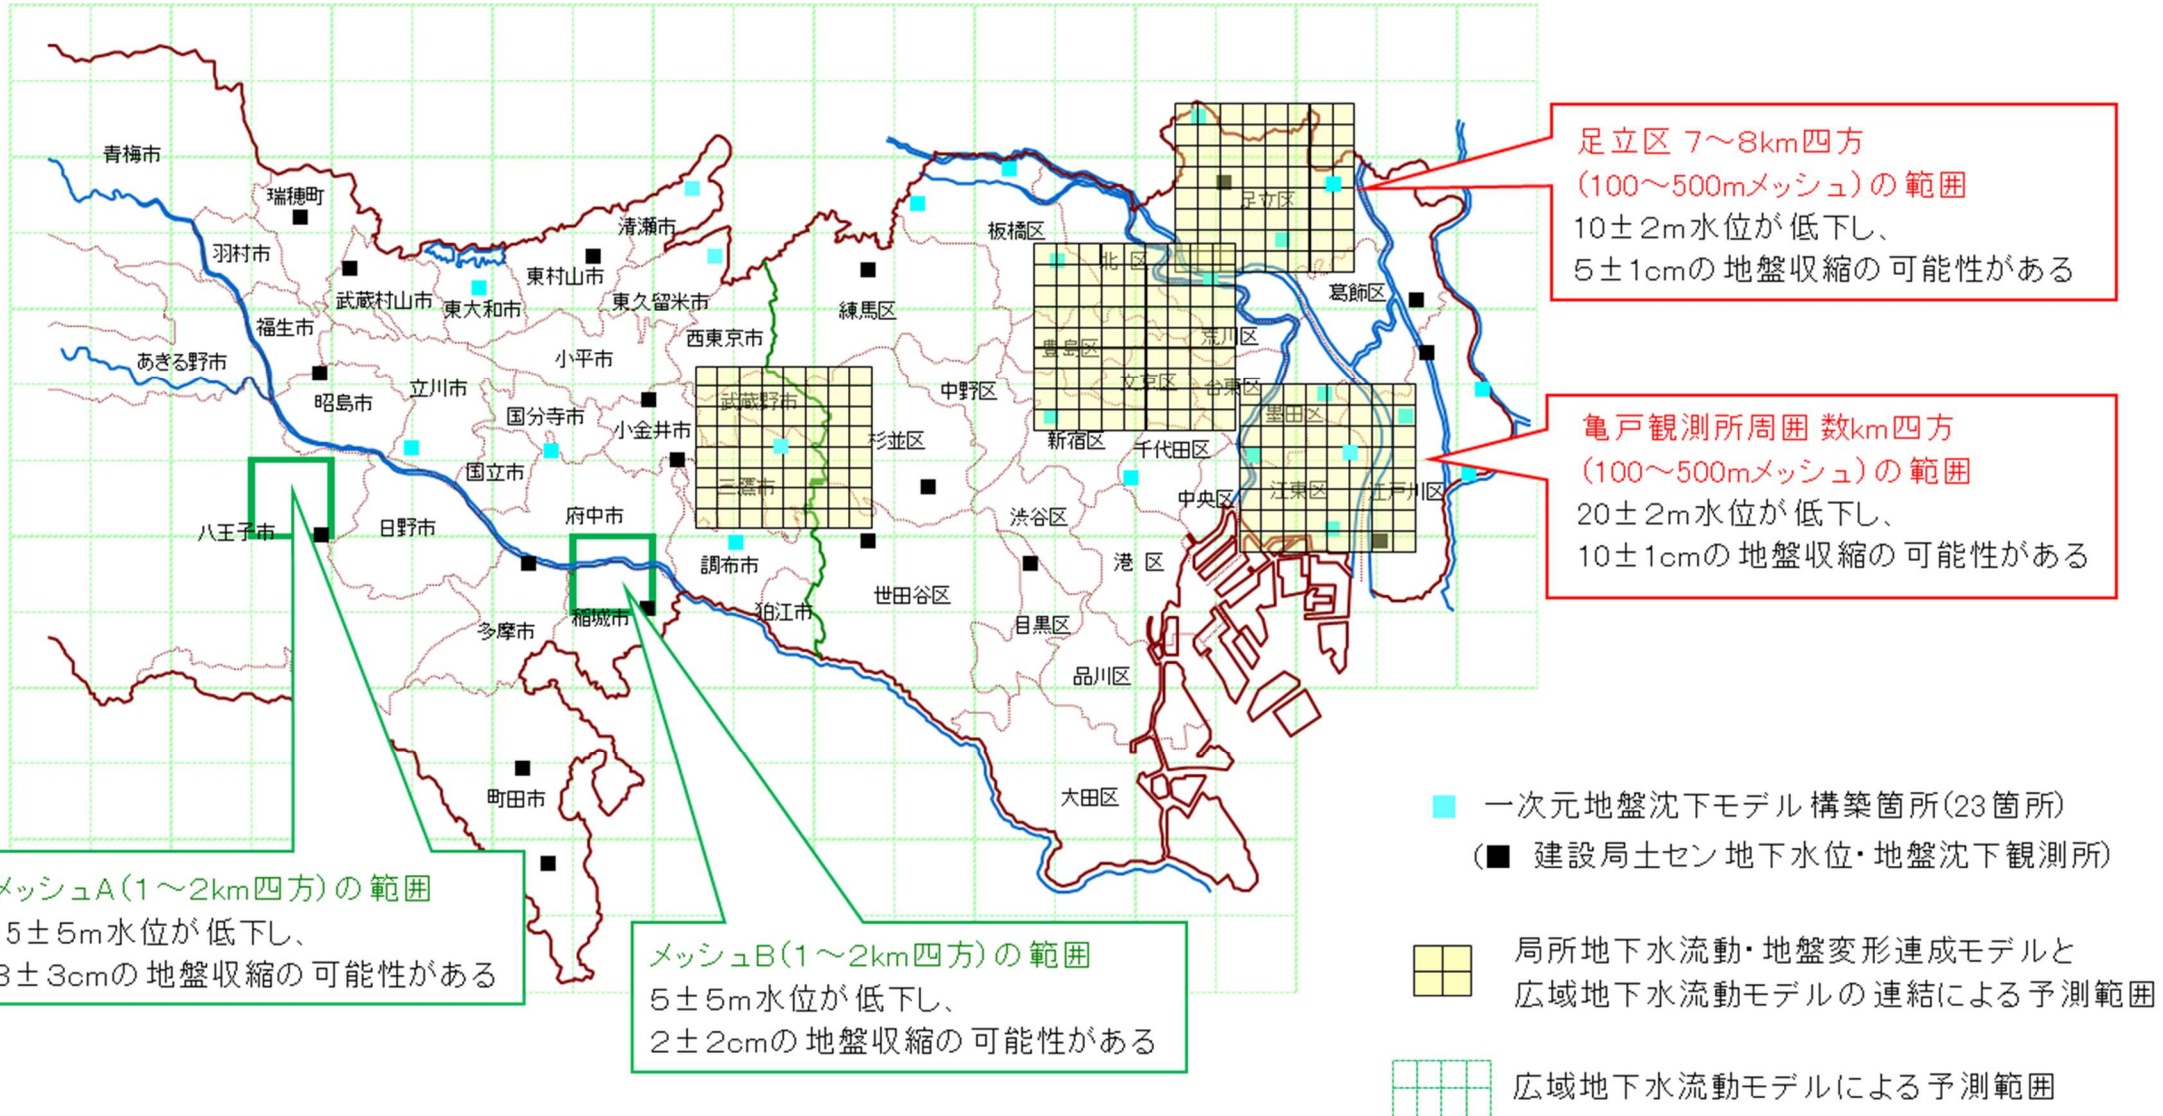 青梅市
瑞穂町
羽村市
清瀬市
板橋区
足立区
北 区
武蔵村山市
東大和市
東村山市
東久留米市
練馬区
葛飾区
福生市
西東京市
荒川区
あきる野市
小平市
豊島区
昭島市
立川市
国分寺市
小金井市
武蔵野市
中野区
文京区
台東区
墨田区
杉並区
新宿区
千代田区
国立市
三鷹市
中央区
江東区
江戸川区
八王子市
日野市
府中市
渋谷区
調布市
港 区
多摩市
稲城市
狛江市
世田谷区
目黒区
品川区
町田市
大田区
足立区 7～8km四方
(100～500mメッシュ)の範囲
10±2m水位が低下し、
5±1cmの地盤収縮の可能性がある
亀戸観測所周囲 数km四方
(100～500mメッシュ)の範囲
20±2m水位が低下し、
10±1cmの地盤収縮の可能性がある
メッシュA(1～2km四方)の範囲
5±5m水位が低下し、
3±3cmの地盤収縮の可能性がある
メッシュB(1～2km四方)の範囲
5±5m水位が低下し、
2±2cmの地盤収縮の可能性がある
一次元地盤沈下モデル構築箇所(23箇所)
(■ 建設局土セン地下水位・地盤沈下観測所)
局所地下水流動・地盤変形連成モデルと
広域地下水流動モデルの連結による予測範囲
広域地下水流動モデルによる予測範囲